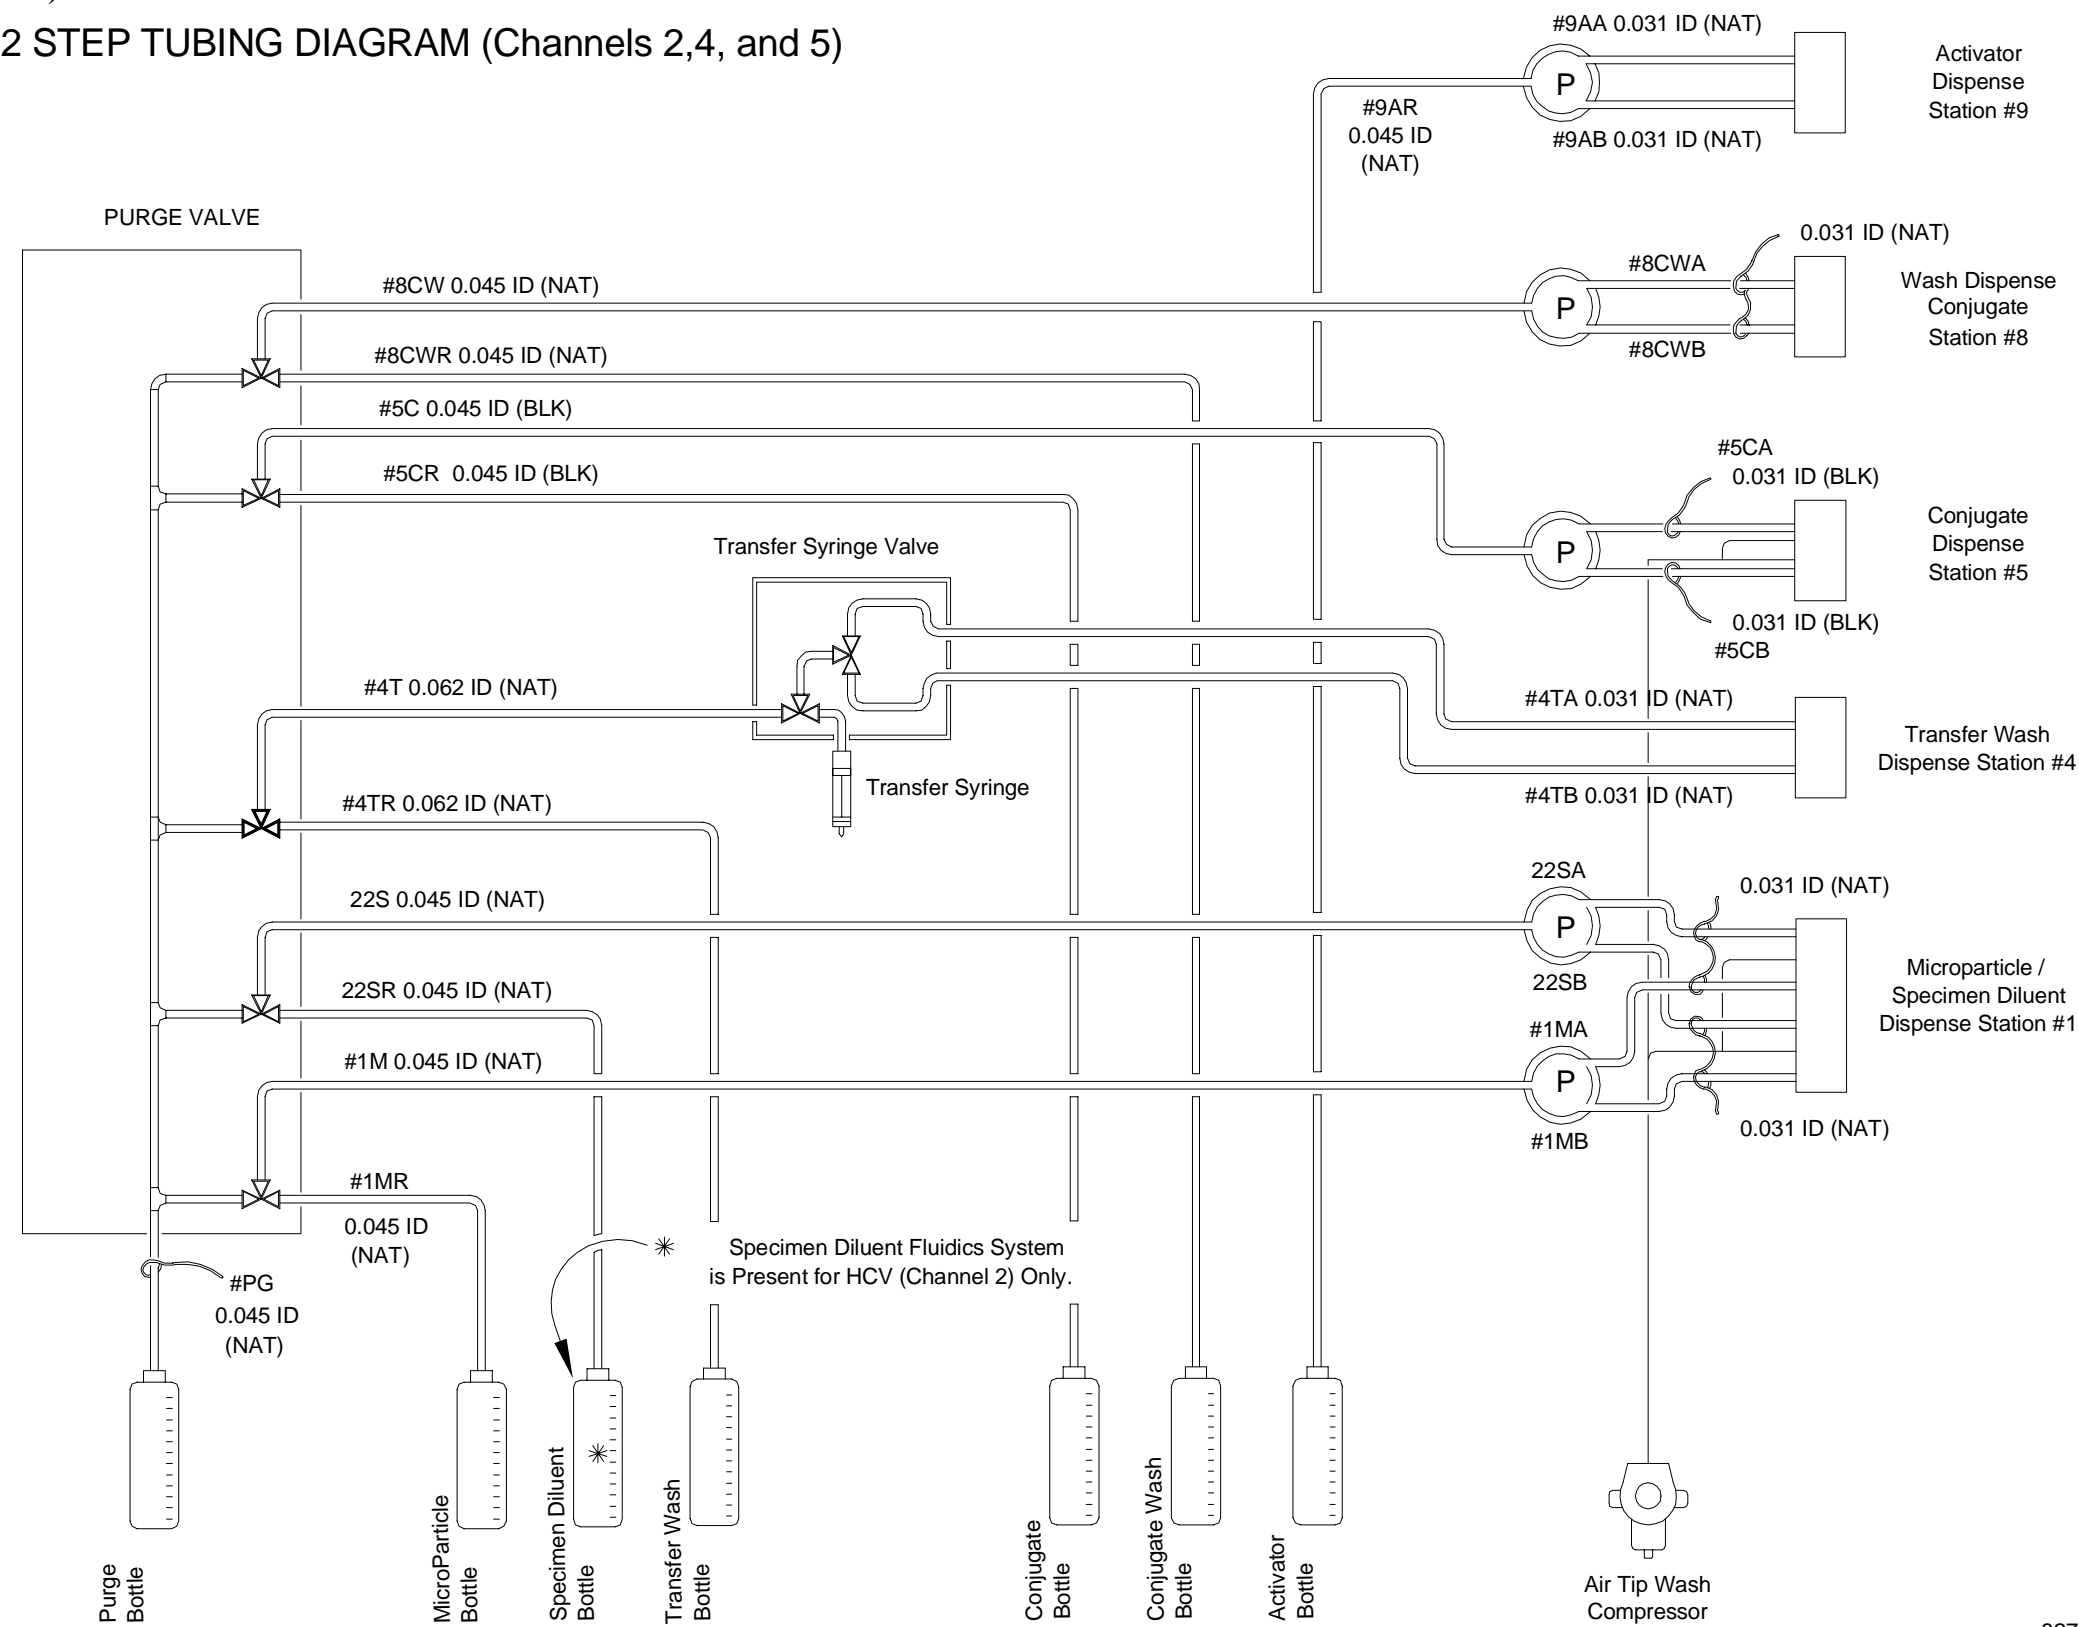 2 STEP TUBING DIAGRAM (Channels 2,4, and 5)
#9AA 0.031 ID (NAT)
P
Activator
Dispense
Station #9
#9AR
0.045 ID
(NAT)
#9AB 0.031 ID (NAT)
PURGE VALVE
0.031 ID (NAT)
#8CW 0.045 ID (NAT)
#8CWA
P
Wash Dispense
Conjugate
Station #8
#8CWB
#8CWR 0.045 ID (NAT)
#5C 0.045 ID (BLK)
#5CR 0.045 ID (BLK)
#5CA
0.031 ID (BLK)
P
Conjugate
Dispense
Station #5
0.031 ID (BLK)
#5CB
Transfer Syringe Valve
#4T 0.062 ID (NAT)
#4TA 0.031 ID (NAT)
Transfer Wash
Dispense Station #4
#4TB 0.031 ID (NAT)
Transfer Syringe
#4TR 0.062 ID (NAT)
22S 0.045 ID (NAT)
22SA
0.031 ID (NAT)
P
22SB
22SR 0.045 ID (NAT)
Microparticle /
Specimen Diluent
Dispense Station #1
#1MA
#1M 0.045 ID (NAT)
P
#1MB
0.031 ID (NAT)
#1MR
0.045 ID
(NAT)
Specimen Diluent Fluidics System
is Present for HCV (Channel 2) Only.
#PG
0.045 ID
(NAT)
Purge
Bottle
MicroParticle
Bottle
Specimen Diluent
Bottle
Transfer Wash
Bottle
Conjugate
Bottle
Conjugate Wash
Bottle
Activator
Bottle
Air Tip Wash
Compressor